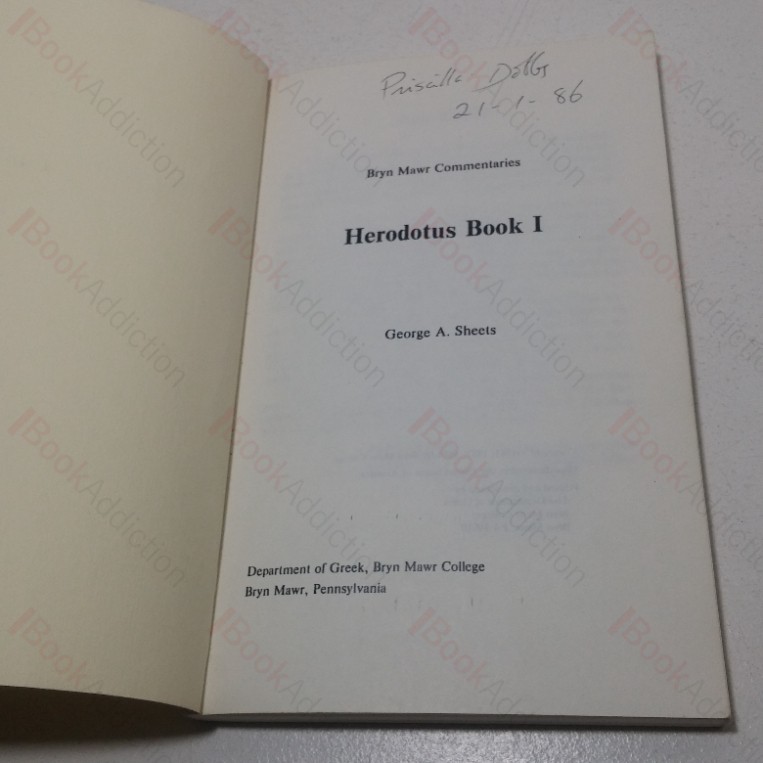 Priscilla Dobbs
21-1-86
Bryn Mawr Commentaries
Herodotus Book I
George A. Sheets
Department of Greek, Bryn Mawr College
Bryn Mawr, Pennsylvania
BookAddiction